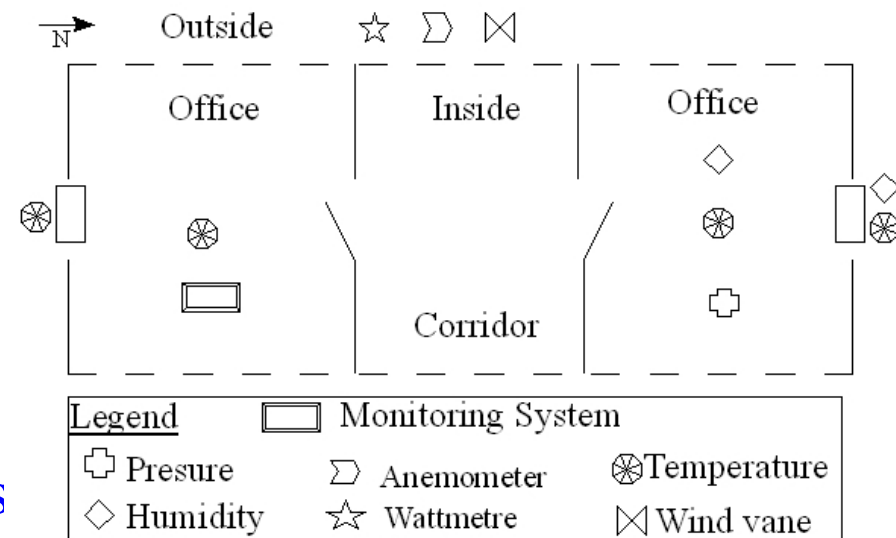 N Outside
Office Inside Office
Corridor
Legend Monitoring System
Presure Anemometer Temperature
s
Humidity Wattmetre Wind vane